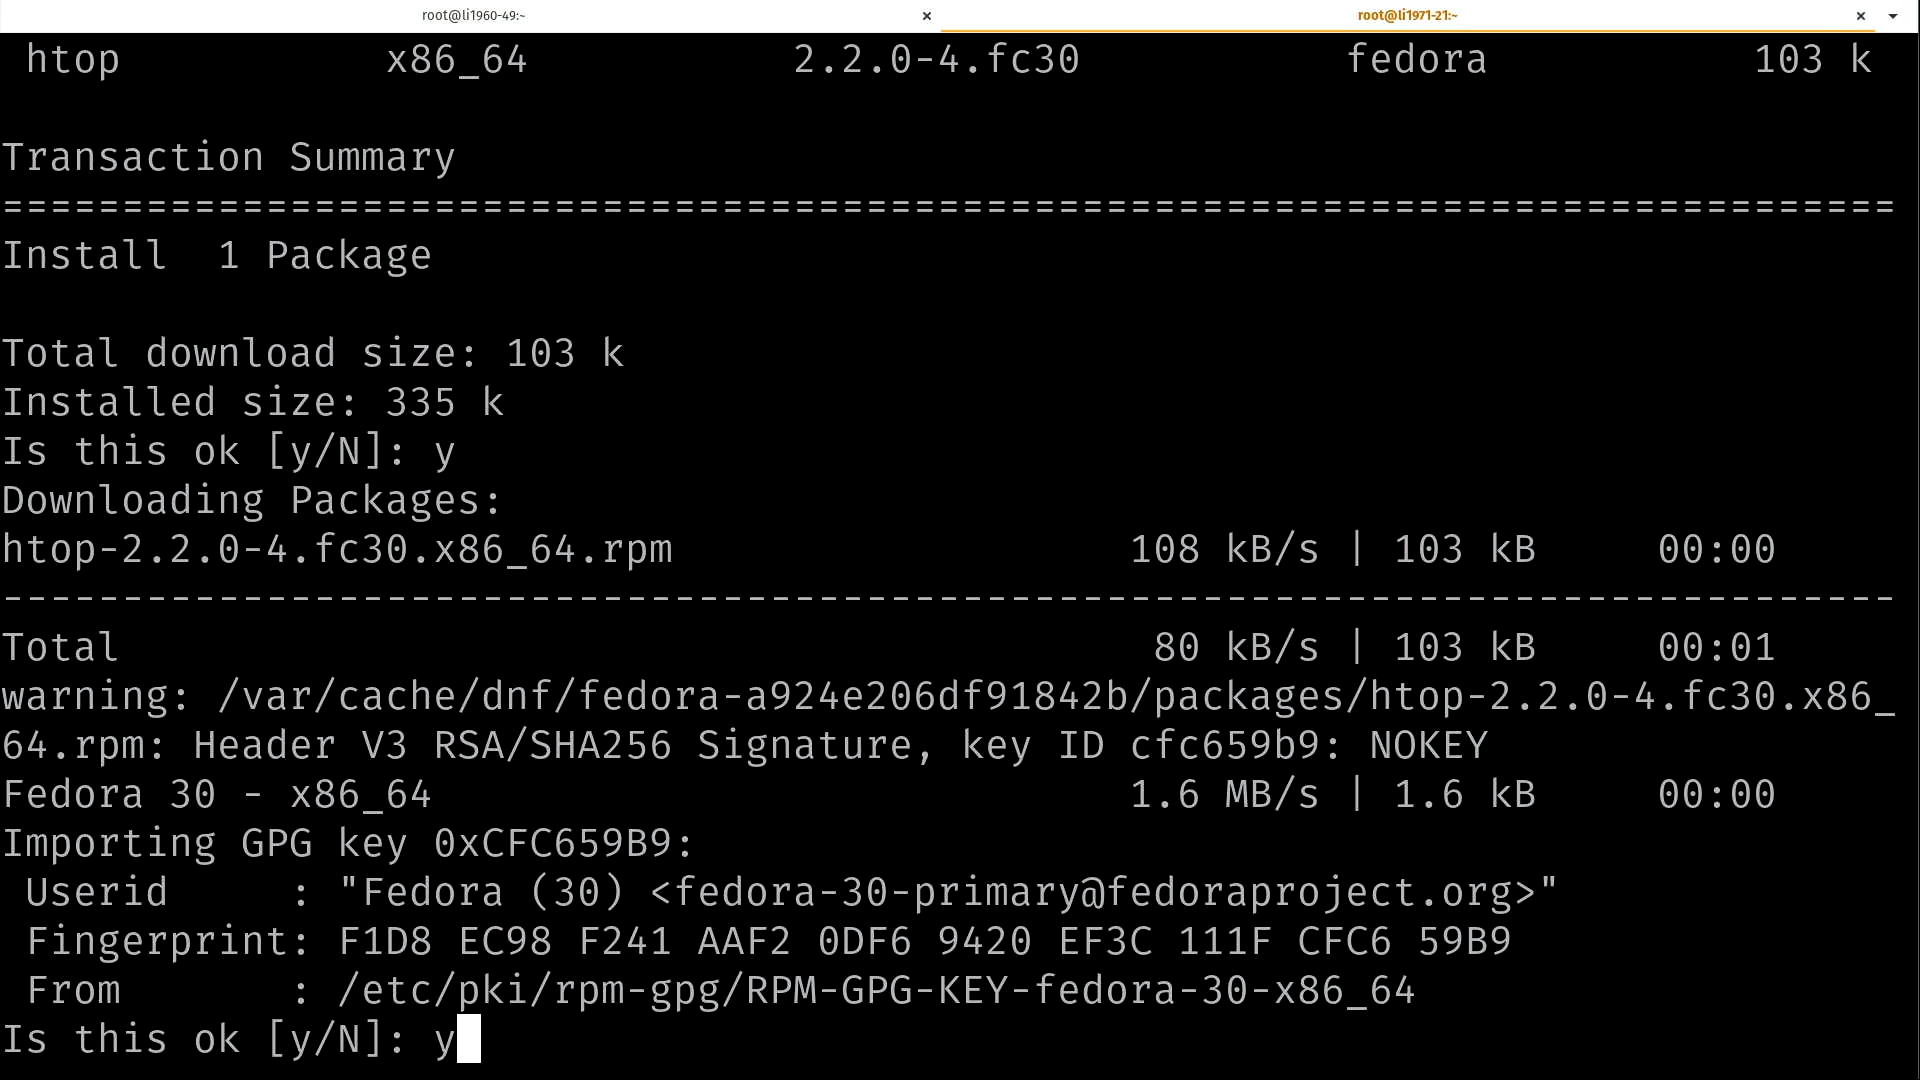 root@li1960-49:~ × root@li1971-21:~ ×
htop x86_64 2.2.0-4.fc30 fedora 103 k
Transaction Summary
===============================================================================
Install  1 Package
Total download size: 103 k
Installed size: 335 k
Is this ok [y/N]: y
Downloading Packages:
htop-2.2.0-4.fc30.x86_64.rpm 108 kB/s | 103 kB 00:00
-------------------------------------------------------------------------------
Total 80 kB/s | 103 kB 00:01
warning: /var/cache/dnf/fedora-a924e206df91842b/packages/htop-2.2.0-4.fc30.x86_
64.rpm: Header V3 RSA/SHA256 Signature, key ID cfc659b9: NOKEY
Fedora 30 - x86_64 1.6 MB/s | 1.6 kB 00:00
Importing GPG key 0xCFC659B9:
Userid : "Fedora (30) <fedora-30-primary@fedoraproject.org>"
Fingerprint: F1D8 EC98 F241 AAF2 0DF6 9420 EF3C 111F CFC6 59B9
From : /etc/pki/rpm-gpg/RPM-GPG-KEY-fedora-30-x86_64
Is this ok [y/N]: y